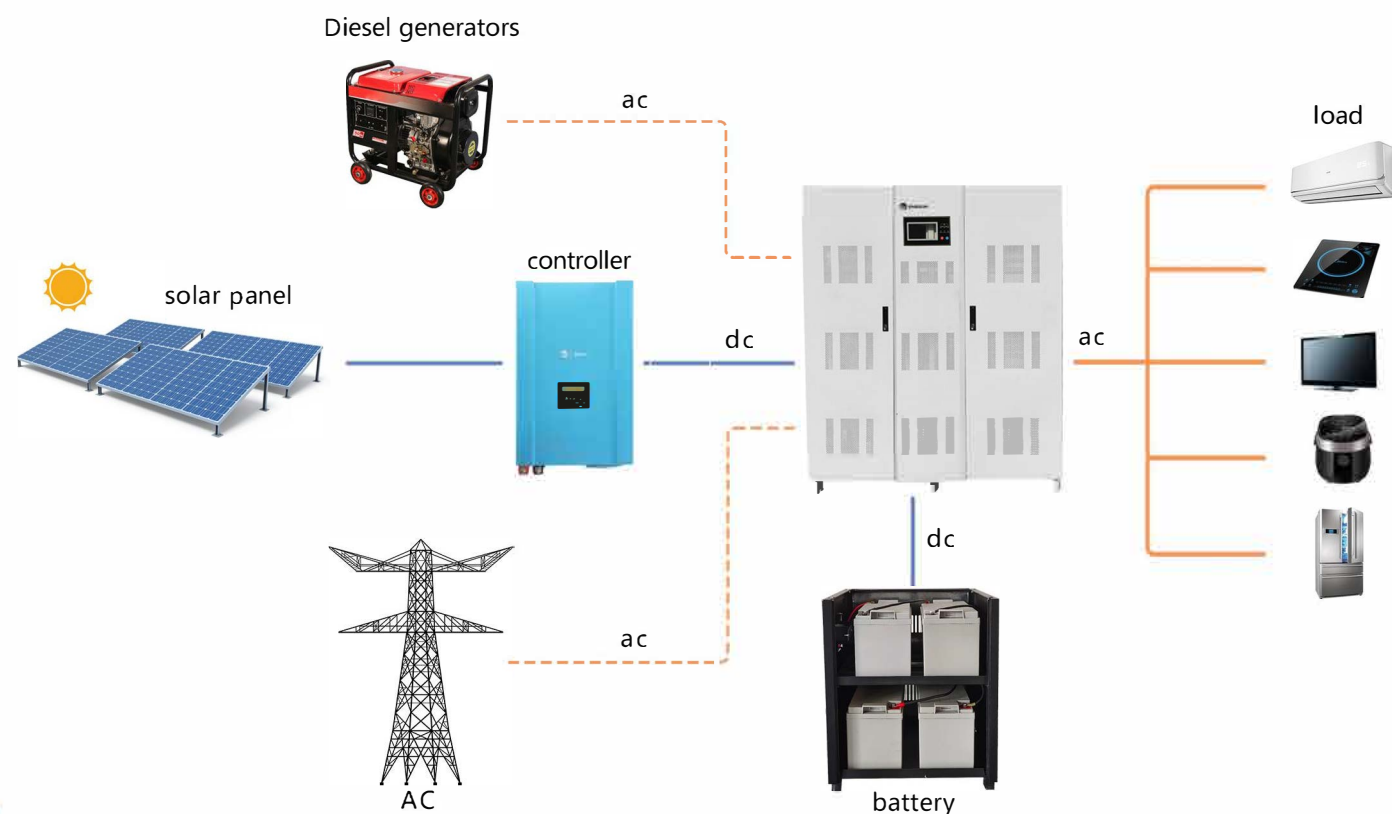 Diesel generators
ac
load
controller
solar panel
dc
ac
dc
ac
AC
battery